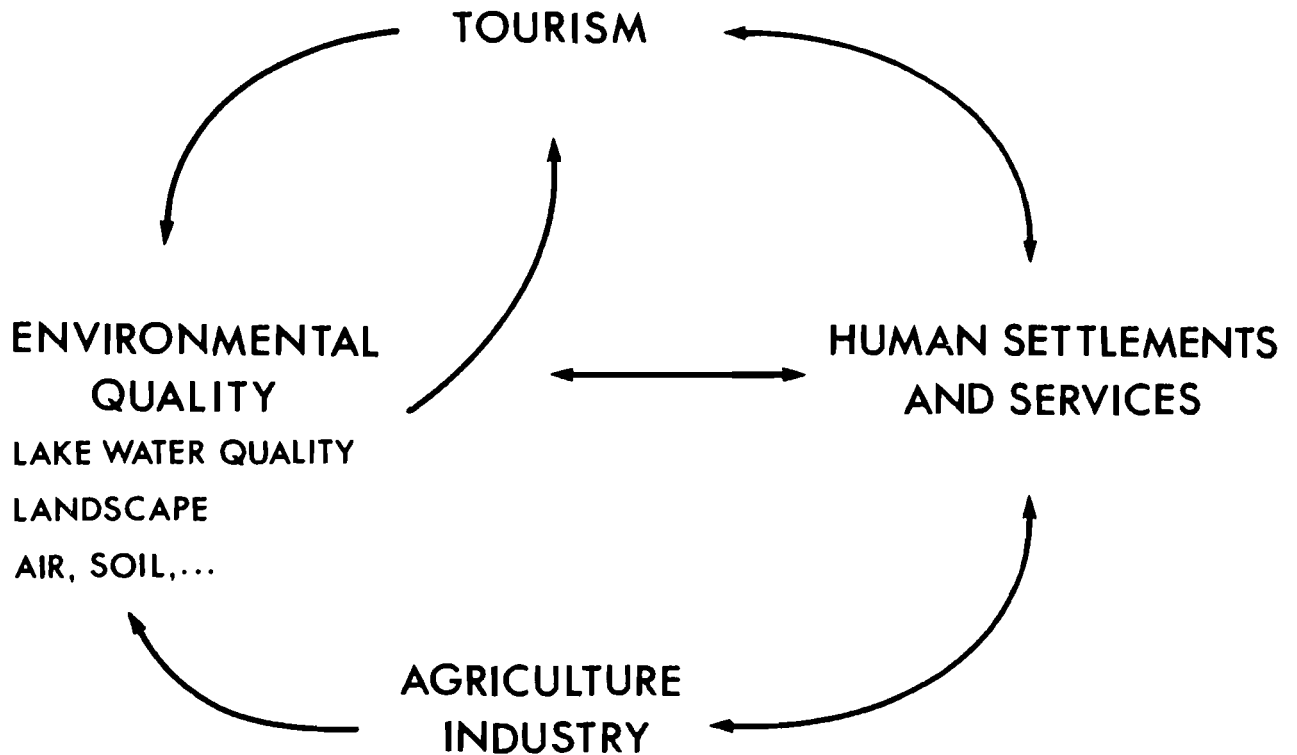 TOURISM
ENVIRONMENTAL
QUALITY
LAKE WATER QUALITY
LANDSCAPE
AIR, SOIL,...
HUMAN SETTLEMENTS
AND SERVICES
AGRICULTURE
INDUSTRY